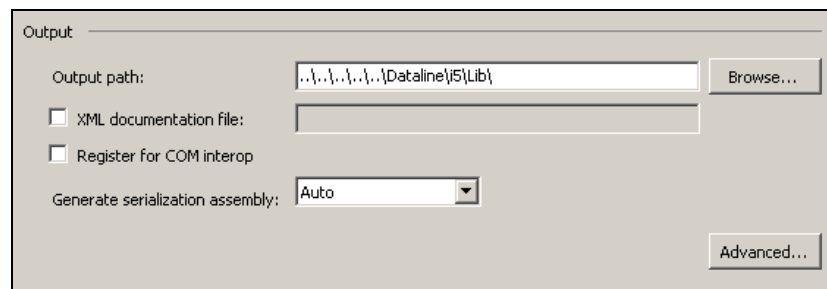 Output
Output path: ..\..\..\..\..\Dataline\i5\Lib\ Browse...
XML documentation file:
Register for COM interop
Generate serialization assembly: Auto
Advanced...